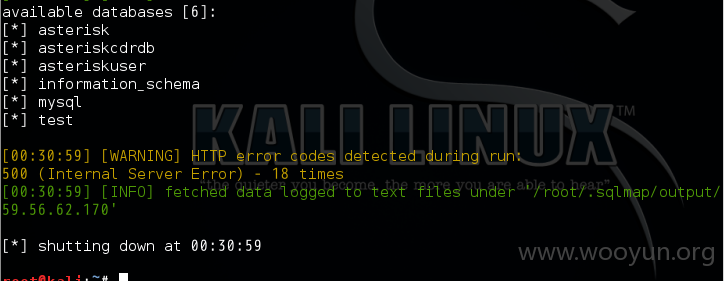 available databases [6]:
[*] asterisk
[*] asteriskcdrdb
[*] asteriskuser
[*] information_schema
[*] mysql
[*] test
KALI LINUX™
[00:30:59] [WARNING] HTTP error codes detected during run:
500 (Internal Server Error) - 18 times
"the quieter you become, the more you are able to hear"
[00:30:59] [INFO] fetched data logged to text files under '/root/.sqlmap/output/
59.56.62.170'
[*] shutting down at 00:30:59
www.wooyun.org
root@kali:~#